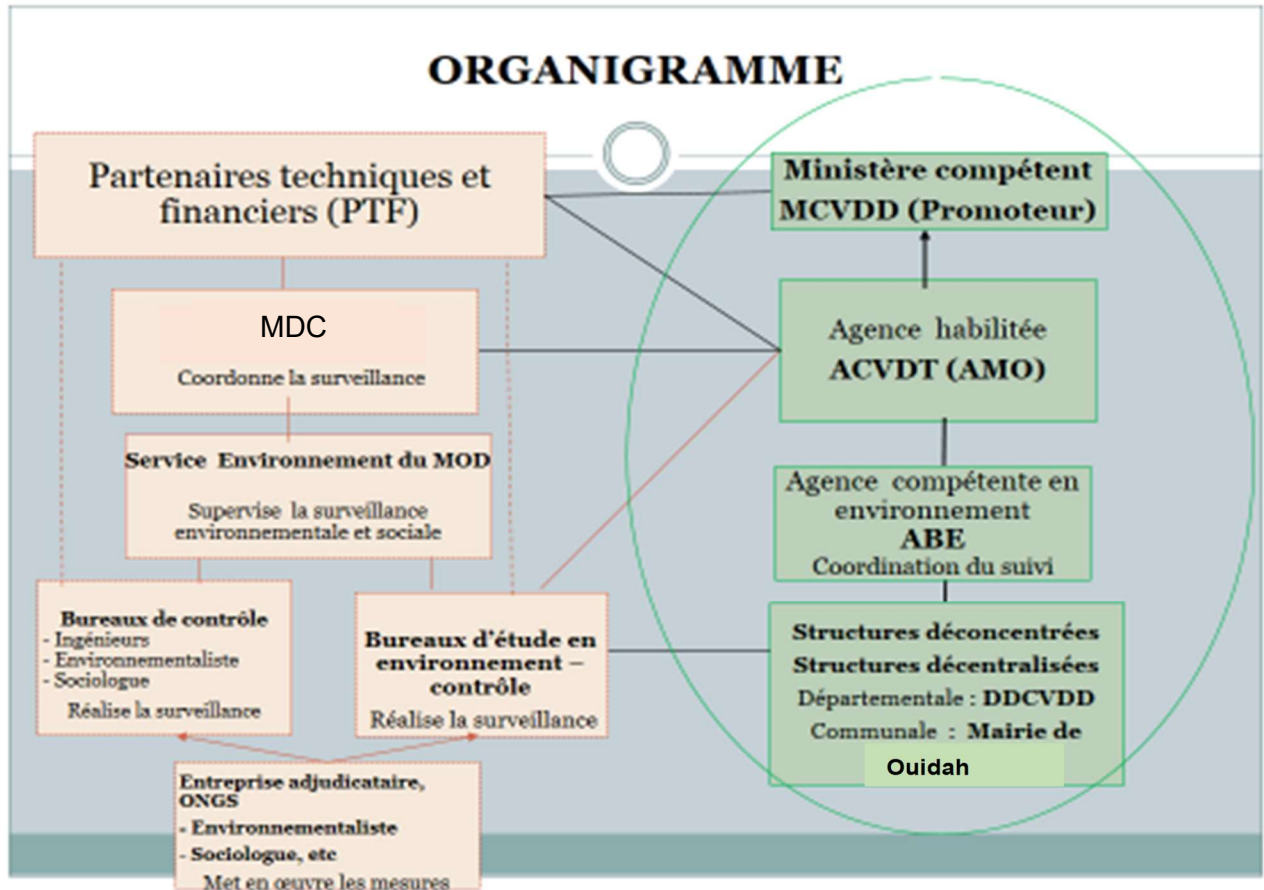 ORGANIGRAMME
Partenaires techniques et
financiers (PTF)
MDC
Coordonne la surveillance
Service Environnement du MOD
Supervise la surveillance
environnementale et sociale
Bureaux de contrôle
- Ingénieurs
- Environnementaliste
- Sociologue
Réalise la surveillance
Bureaux d'étude en
environnement –
contrôle
Réalise la surveillance
Entreprise adjudicataire,
ONGS
- Environnementaliste
- Sociologue, etc
Met en œuvre les mesures
Ministère compétent
MCVDD (Promoteur)
Agence habilitée
ACVDT (AMO)
Agence compétente en
environnement
ABE
Coordination du suivi
Structures déconcentrées
Structures décentralisées
Départementale : DDCVDD
Communale : Mairie de
Ouidah